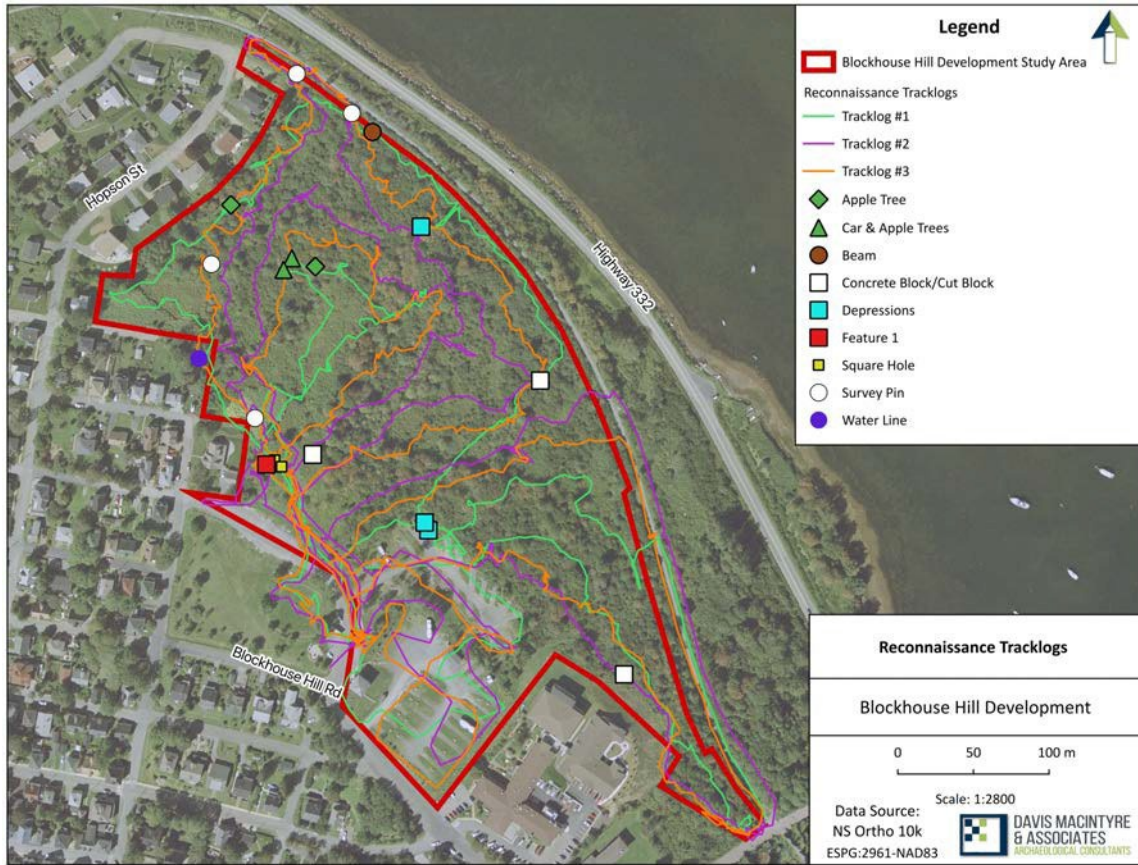 Hopson St
Highway 332
Blockhouse Hill Rd
Legend
Blockhouse Hill Development Study Area
Reconnaissance Tracklogs
Tracklog #1
Tracklog #2
Tracklog #3
Apple Tree
Car & Apple Trees
Beam
Concrete Block/Cut Block
Depressions
Feature 1
Square Hole
Survey Pin
Water Line
Reconnaissance Tracklogs
Blockhouse Hill Development
0 50 100 m
Scale: 1:2800
Data Source:
NS Ortho 10k
ESPG:2961-NAD83
DAVIS MACINTYRE
& ASSOCIATES
ARCHAEOLOGICAL CONSULTANTS